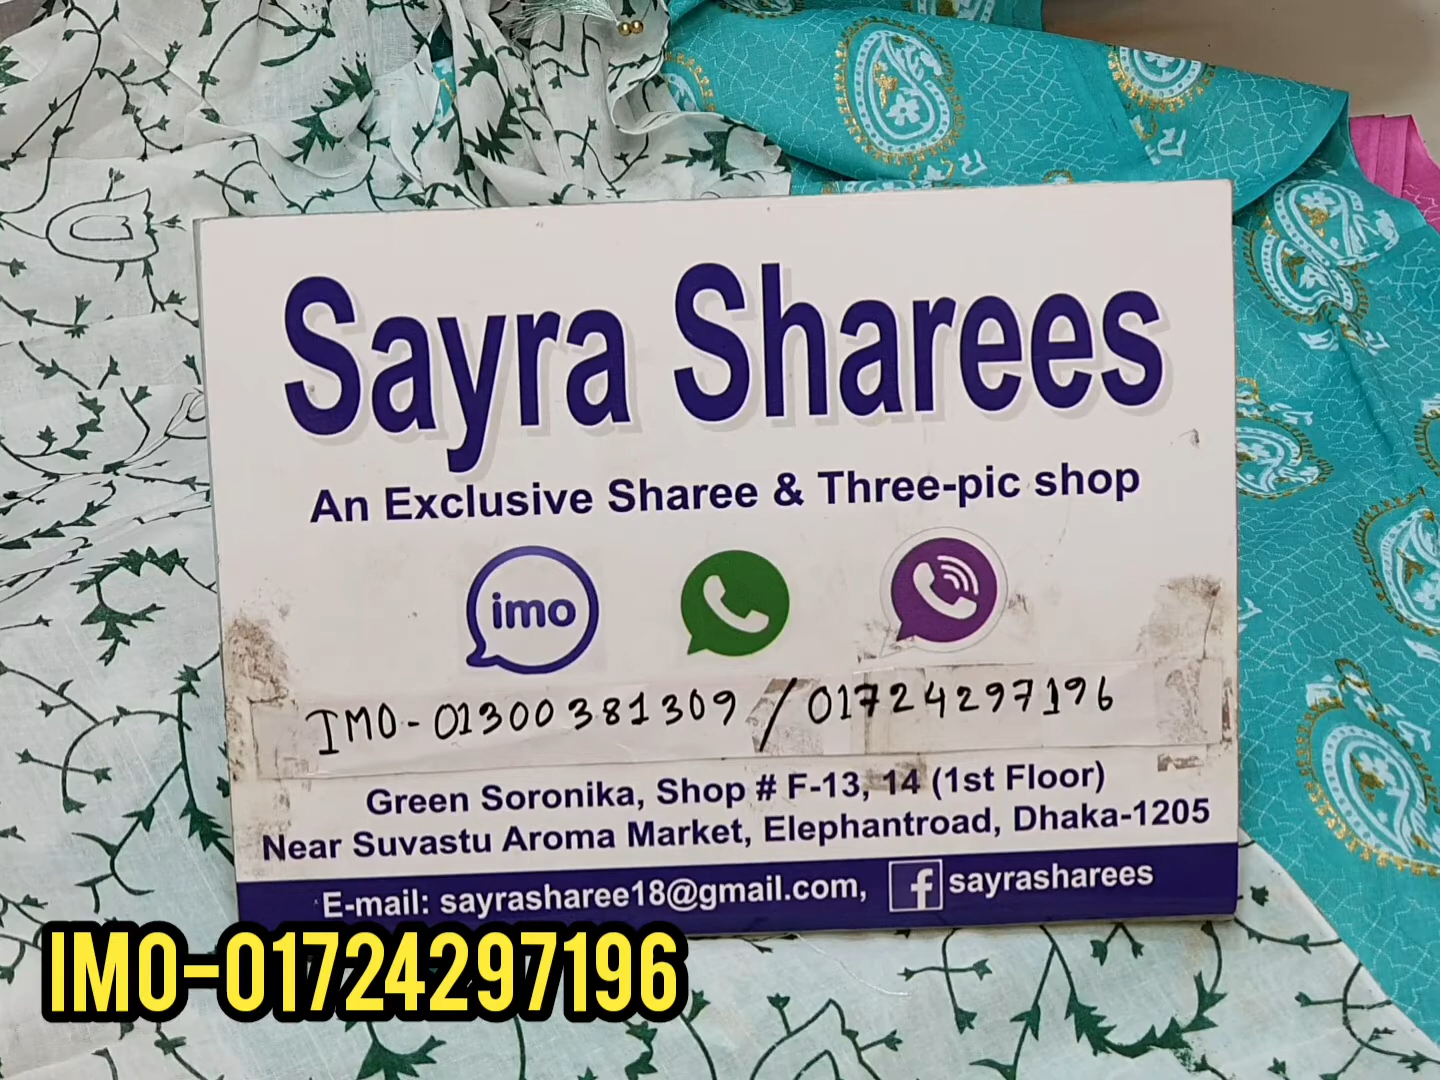 Sayra Sharees
An Exclusive Sharee & Three-pic shop
imo
IMO-01300381309/01724297196
Green Soronika, Shop # F-13, 14 (1st Floor)
Near Suvastu Aroma Market, Elephantroad, Dhaka-1205
E-mail: sayrasharee18@gmail.com, f sayrasharees
IMO-01724297196